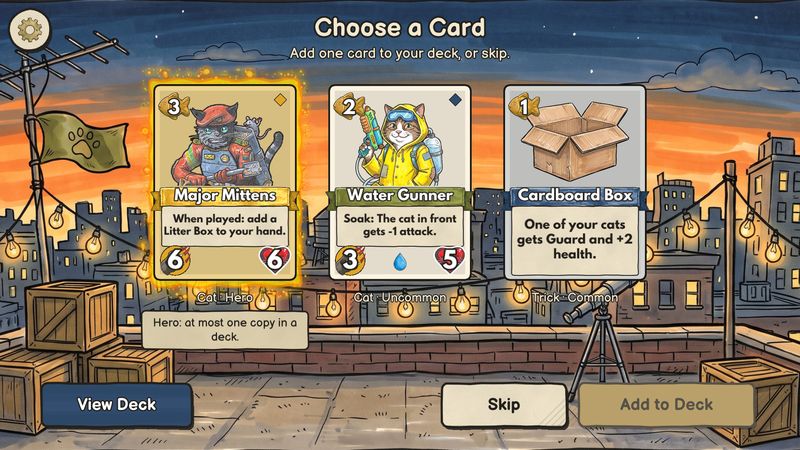 Choose a Card
Add one card to your deck, or skip.
3
Major Mittens
When played: add a
Litter Box to your hand.
6
6
Cat · Hero
Hero: at most one copy in a
deck.
2
Water Gunner
Soak: The cat in front
gets -1 attack.
3
5
Cat · Uncommon
1
Cardboard Box
One of your cats
gets Guard and +2
health.
Trick · Common
View Deck
Skip
Add to Deck